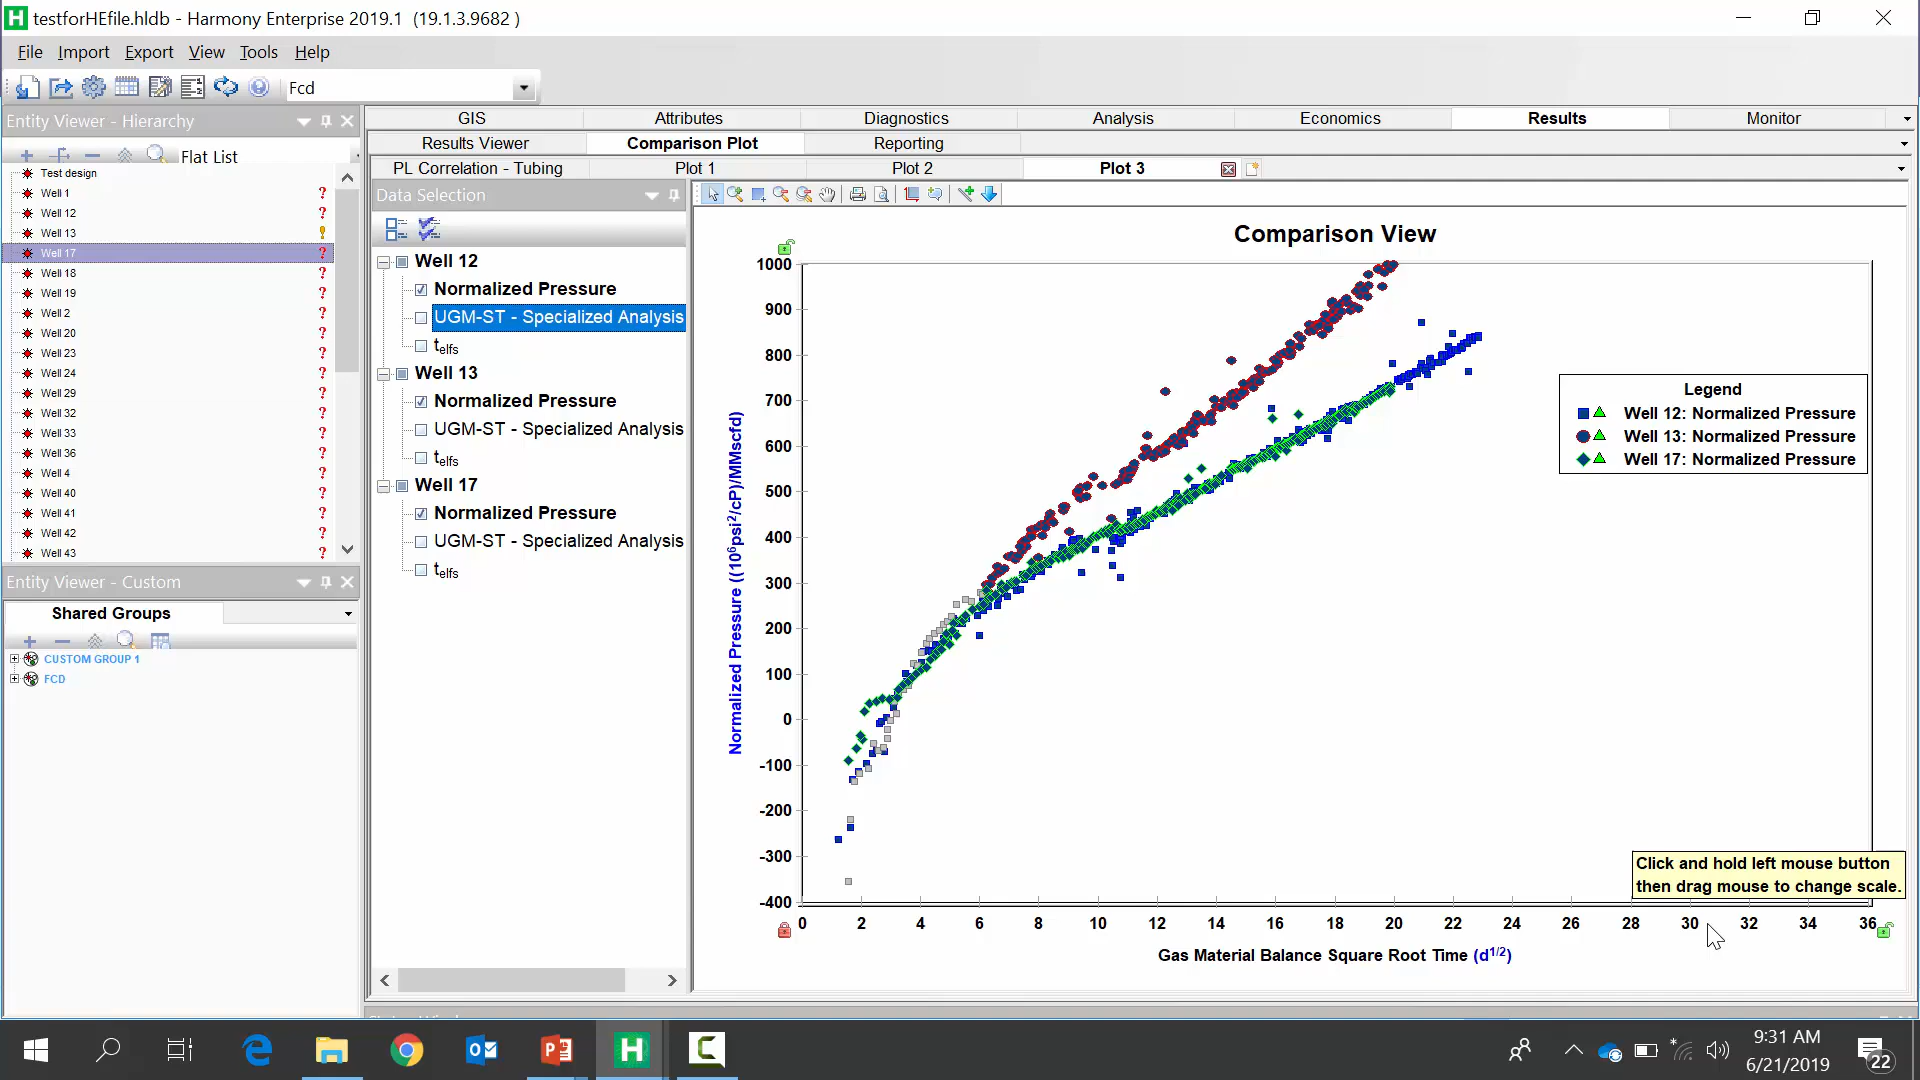 testforHEfile.hldb - Harmony Enterprise 2019.1 (19.1.3.9682 )
File Import Export View Tools Help
Fcd
Entity Viewer - Hierarchy
Flat List
Test design
Well 1 ?
Well 12 ?
Well 13 !
Well 17 ?
Well 18 ?
Well 19 ?
Well 2 ?
Well 20 ?
Well 23 ?
Well 24 ?
Well 29 ?
Well 32 ?
Well 33 ?
Well 36 ?
Well 4 ?
Well 40 ?
Well 41 ?
Well 42 ?
Well 43 ?
Entity Viewer - Custom
Shared Groups
CUSTOM GROUP 1
FCD
GIS Attributes Diagnostics Analysis Economics Results Monitor
Results Viewer Comparison Plot Reporting
PL Correlation - Tubing Plot 1 Plot 2 Plot 3
Data Selection
Well 12
Normalized Pressure
UGM-ST - Specialized Analysis
telfs
Well 13
Normalized Pressure
UGM-ST - Specialized Analysis
telfs
Well 17
Normalized Pressure
UGM-ST - Specialized Analysis
telfs
Comparison View
1000
900
800
700
600
500
400
300
200
100
0
-100
-200
-300
-400
Normalized Pressure ((10⁶psi²/cP)/MMscfd)
Legend
Well 12: Normalized Pressure
Well 13: Normalized Pressure
Well 17: Normalized Pressure
Click and hold left mouse button
then drag mouse to change scale.
0 2 4 6 8 10 12 14 16 18 20 22 24 26 28 30 32 34 36
Gas Material Balance Square Root Time (d¹/²)
9:31 AM
6/21/2019
22